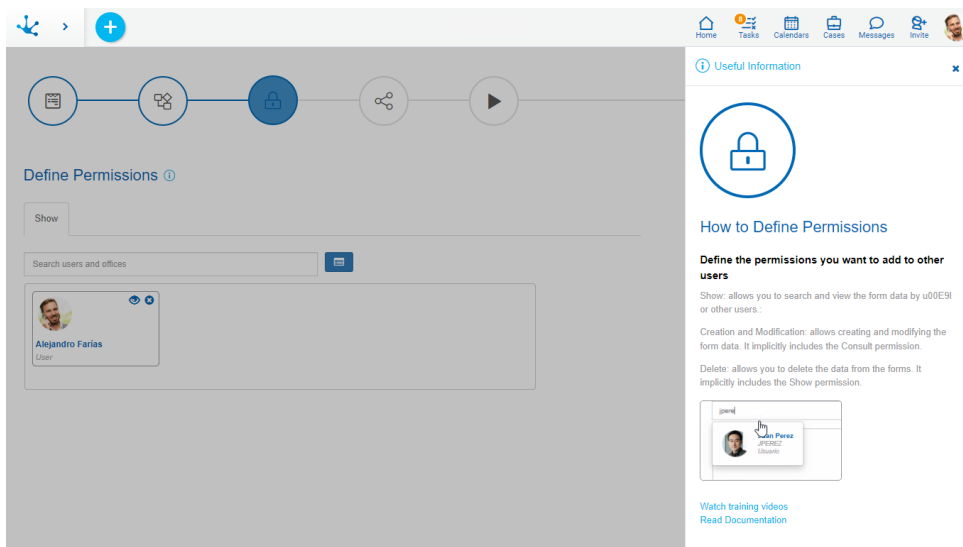 Home
8
Tasks
Calendars
Cases
Messages
Invite
Useful Information
Define Permissions
Show
Search users and offices
Alejandro Farías
User
How to Define Permissions
Define the permissions you want to add to other
users
Show: allows you to search and view the form data by u00E9l
or other users.:
Creation and Modification: allows creating and modifying the
form data. It implicitly includes the Consult permission.
Delete: allows you to delete the data from the forms. It
implicitly includes the Show permission.
jpere
Juan Perez
JPEREZ
Usuario
Watch training videos
Read Documentation